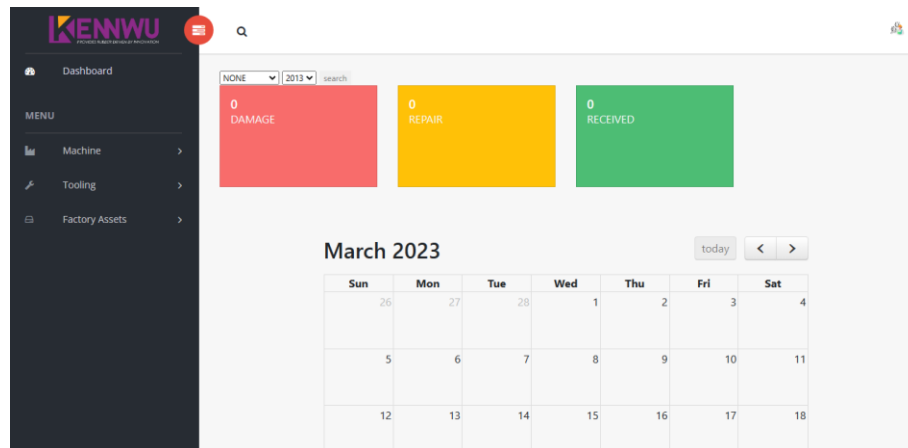 KENNWU
Dashboard
MENU
Machine
Tooling
Factory Assets
NONE 2013 search
0 0 0
DAMAGE REPAIR RECEIVED
March 2023 today
Sun Mon Tue Wed Thu Fri Sat
26 27 28 1 2 3 4
5 6 7 8 9 10 11
12 13 14 15 16 17 18